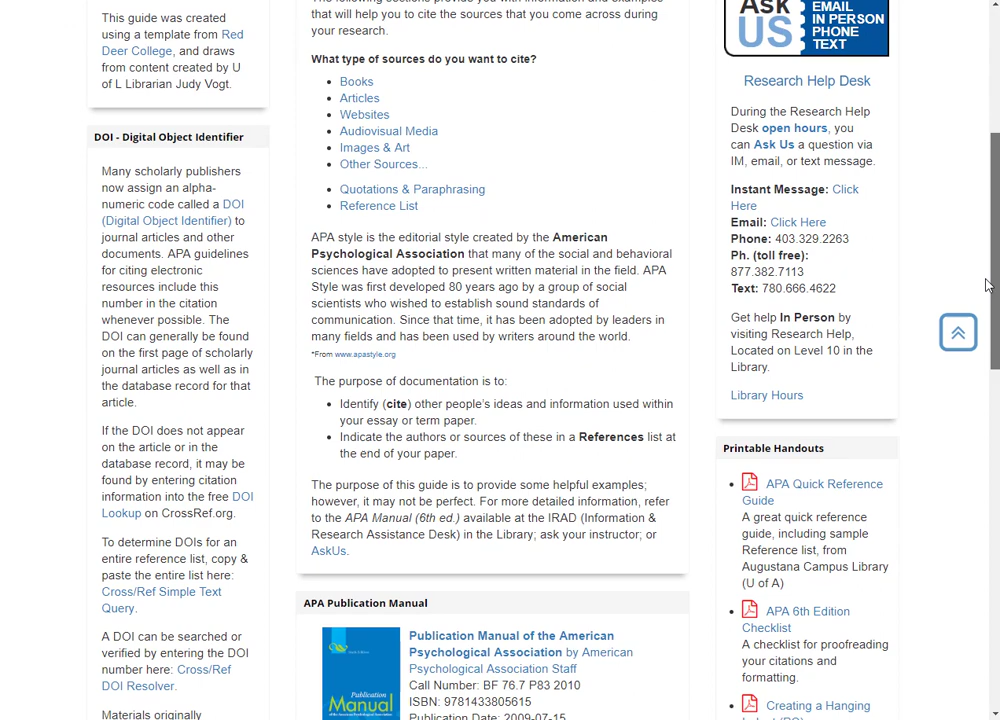 This guide was created
using a template from Red
Deer College, and draws
from content created by U
of L Librarian Judy Vogt.
DOI - Digital Object Identifier
Many scholarly publishers
now assign an alpha-
numeric code called a DOI
(Digital Object Identifier) to
journal articles and other
documents. APA guidelines
for citing electronic
resources include this
number in the citation
whenever possible. The
DOI can generally be found
on the first page of scholarly
journal articles as well as in
the database record for that
article.
If the DOI does not appear
on the article or in the
database record, it may be
found by entering citation
information into the free DOI
Lookup on CrossRef.org.
To determine DOIs for an
entire reference list, copy &
paste the entire list here:
Cross/Ref Simple Text
Query.
A DOI can be searched or
verified by entering the DOI
number here: Cross/Ref
DOI Resolver.
Materials originally
that will help you to cite the sources that you come across during
your research.
What type of sources do you want to cite?
Books
Articles
Websites
Audiovisual Media
Images & Art
Other Sources...
Quotations & Paraphrasing
Reference List
APA style is the editorial style created by the American
Psychological Association that many of the social and behavioral
sciences have adopted to present written material in the field. APA
Style was first developed 80 years ago by a group of social
scientists who wished to establish sound standards of
communication. Since that time, it has been adopted by leaders in
many fields and has been used by writers around the world.
*From www.apastyle.org
The purpose of documentation is to:
Identify (cite) other people's ideas and information used within
your essay or term paper.
Indicate the authors or sources of these in a References list at
the end of your paper.
The purpose of this guide is to provide some helpful examples;
however, it may not be perfect. For more detailed information, refer
to the APA Manual (6th ed.) available at the IRAD (Information &
Research Assistance Desk) in the Library; ask your instructor; or
AskUs.
APA Publication Manual
Publication
Manual
Publication Manual of the American
Psychological Association by American
Psychological Association Staff
Call Number: BF 76.7 P83 2010
ISBN: 9781433805615
Publication Date: 2009-07-15
Ask
US
EMAIL
IN PERSON
PHONE
TEXT
Research Help Desk
During the Research Help
Desk open hours, you
can Ask Us a question via
IM, email, or text message.
Instant Message: Click
Here
Email: Click Here
Phone: 403.329.2263
Ph. (toll free):
877.382.7113
Text: 780.666.4622
Get help In Person by
visiting Research Help,
Located on Level 10 in the
Library.
Library Hours
Printable Handouts
APA Quick Reference
Guide
A great quick reference
guide, including sample
Reference list, from
Augustana Campus Library
(U of A)
APA 6th Edition
Checklist
A checklist for proofreading
your citations and
formatting.
Creating a Hanging